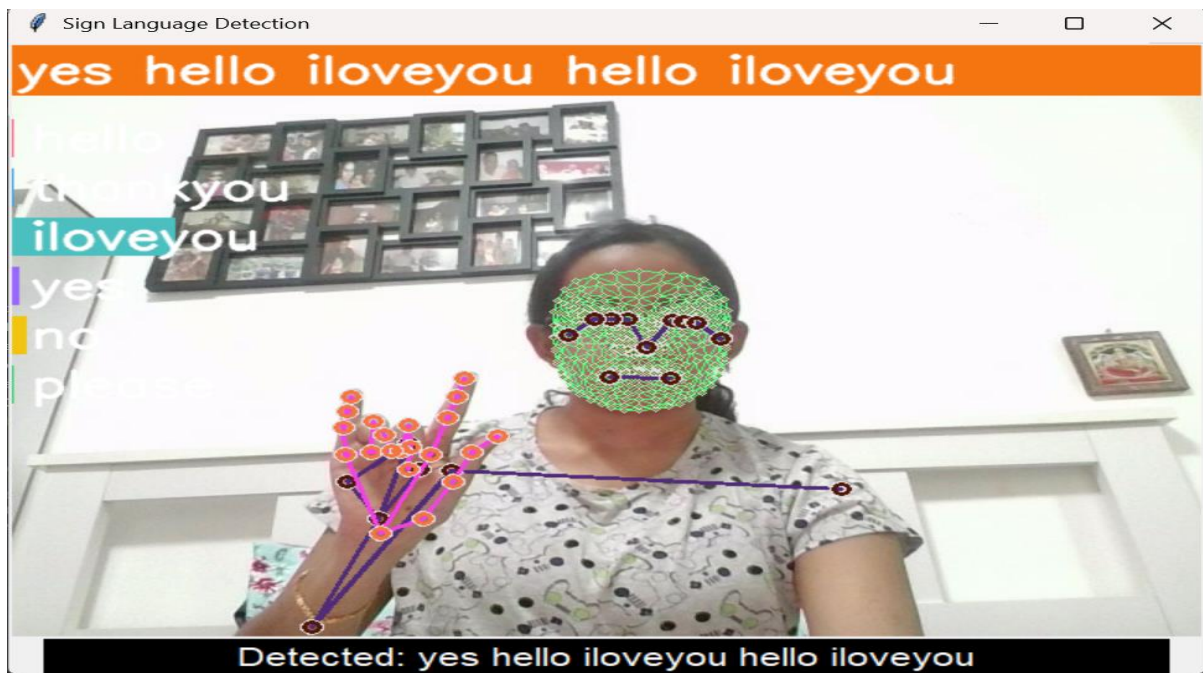 Sign Language Detection
yes hello iloveyou hello iloveyou
hello
thankyou
iloveyou
yes
no
please
Detected: yes hello iloveyou hello iloveyou